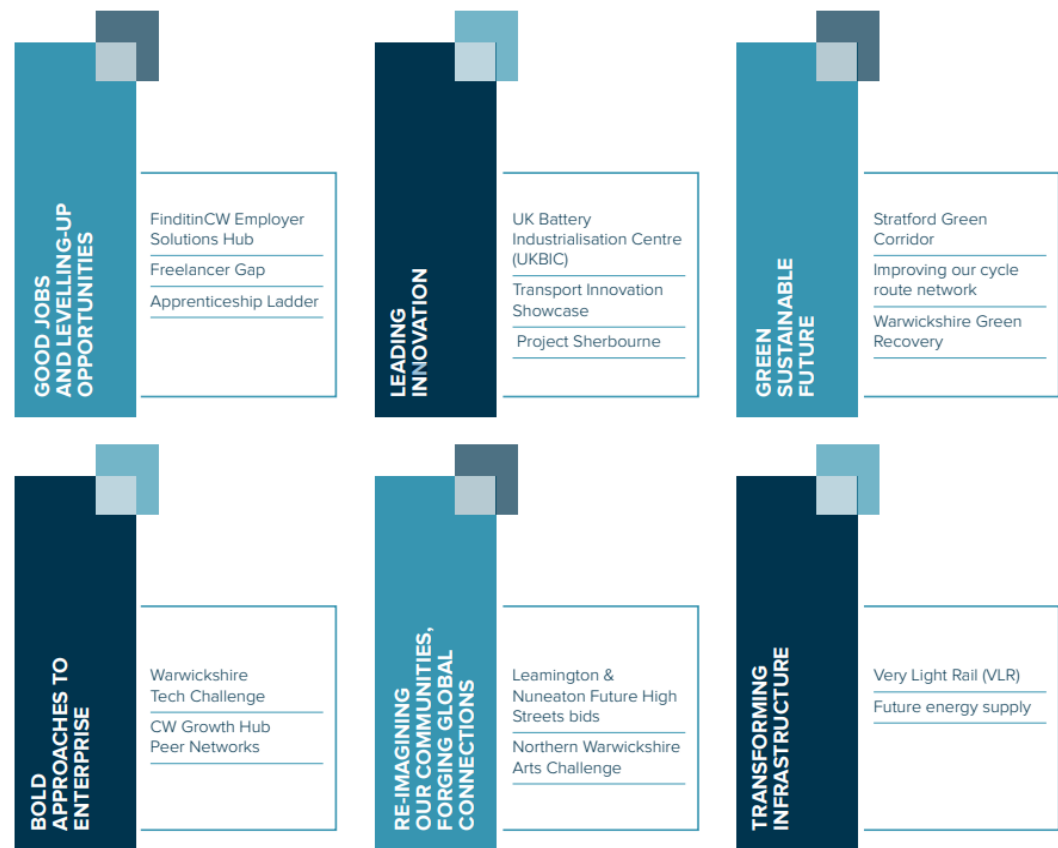 GOOD JOBS
AND LEVELLING-UP
OPPORTUNITIES
FinditinCW Employer
Solutions Hub
Freelancer Gap
Apprenticeship Ladder
LEADING
INNOVATION
UK Battery
Industrialisation Centre
(UKBIC)
Transport Innovation
Showcase
Project Sherbourne
GREEN
SUSTAINABLE
FUTURE
Stratford Green
Corridor
Improving our cycle
route network
Warwickshire Green
Recovery
BOLD
APPROACHES TO
ENTERPRISE
Warwickshire
Tech Challenge
CW Growth Hub
Peer Networks
RE-IMAGINING
OUR COMMUNITIES,
FORGING GLOBAL
CONNECTIONS
Leamington &
Nuneaton Future High
Streets bids
Northern Warwickshire
Arts Challenge
TRANSFORMING
INFRASTRUCTURE
Very Light Rail (VLR)
Future energy supply